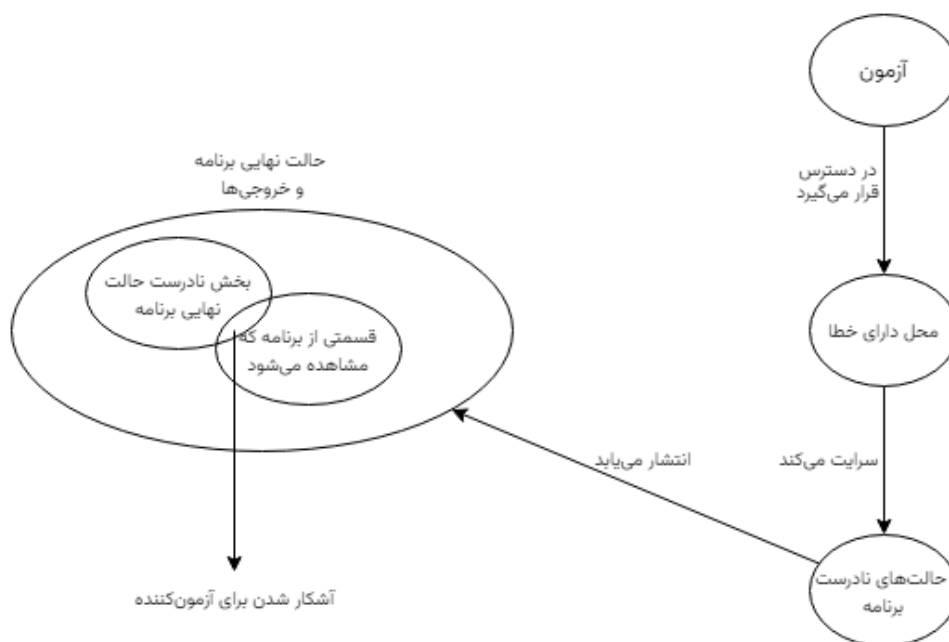 آزمون
در دسترس
قرار می‌گیرد
حالت نهایی برنامه
و خروجی‌ها
بخش نادرست حالت
نهایی برنامه
قسمتی از برنامه که
مشاهده می‌شود
محل دارای خطا
انتشار می‌یابد
سرایت می‌کند
حالت‌های نادرست
برنامه
آشکار شدن برای آزمون‌کننده